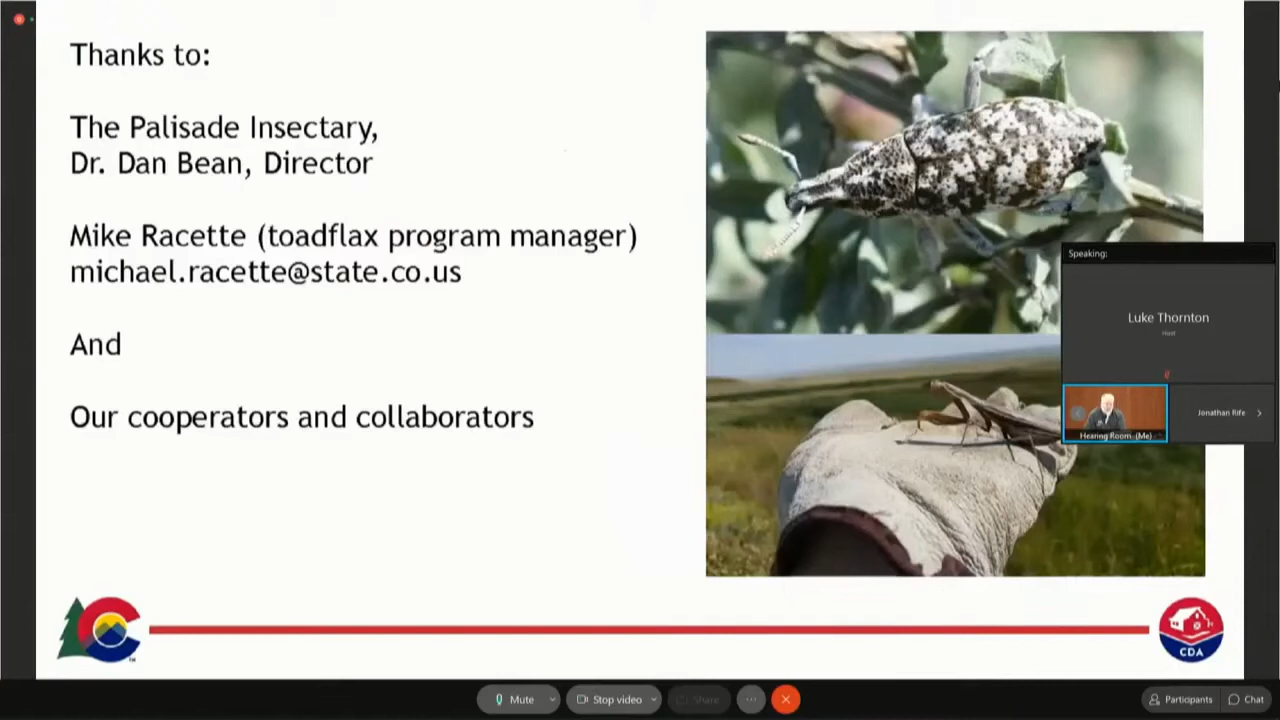 Thanks to:
The Palisade Insectary,
Dr. Dan Bean, Director
Mike Racette (toadflax program manager)
michael.racette@state.co.us
And
Our cooperators and collaborators
Speaking:
Luke Thornton
Host
Hearing Room (Me)
Jonathan Rife
CDA
Mute
Stop video
Share
Participants
Chat